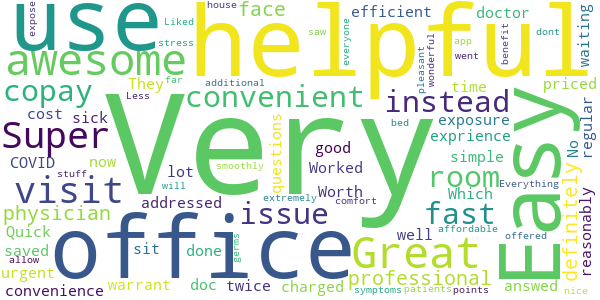 house
Liked
expose
use
stress
face
awesome
helpful
saw
everyone
efficient
doctor
app
dont
went
benefit
waiting
pleasant
wonderful
They
far
additional
copay
convenient
Less
instead
time
priced
cost
sick
Super
Very
exposure
exprience
regular
good
questions
COVID
now
smoothly
bed
simple
No
Easy
stuff
lot
Worked
room
Which
Everything
visit
will
extremely
Worth
addressed
comfort
definitely
reasonably
physician
issue
fast
affordable
Quick
office
well
offered
saved
sit
done
germs
Great
answed
allow
urgent
professional
convenience
warrant
doc
twice
charged
symptoms
patients
points
nice